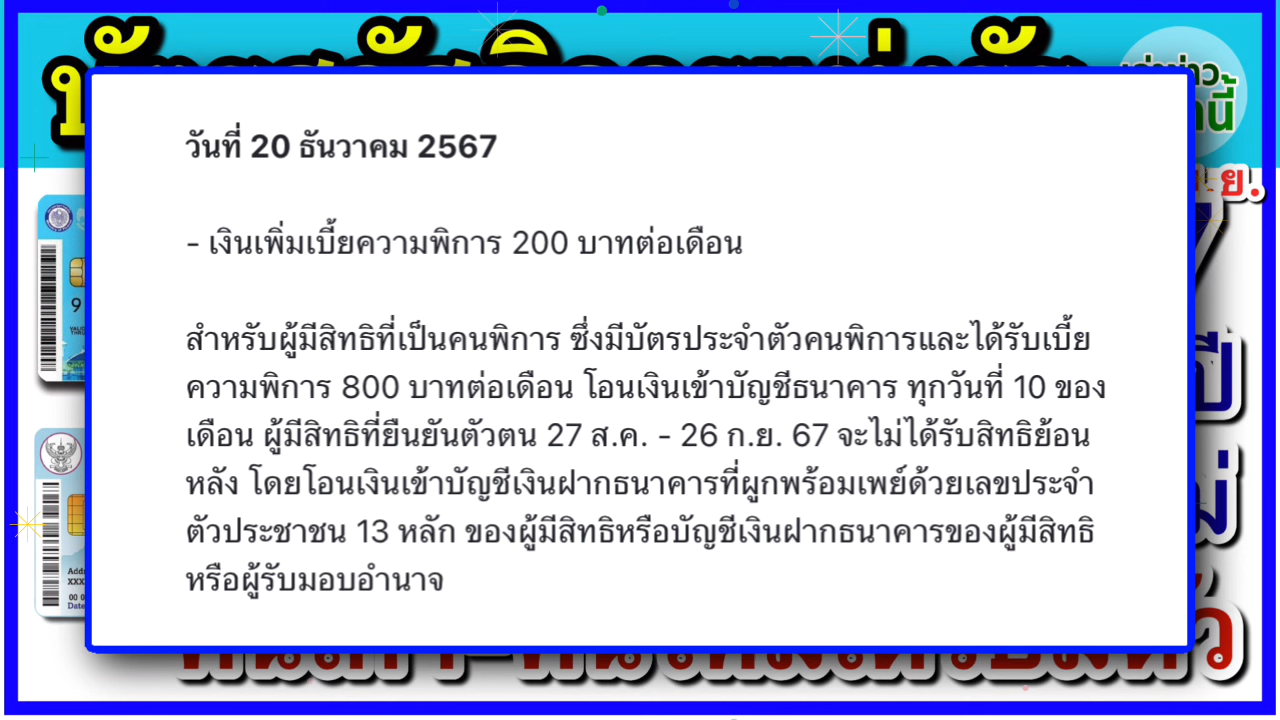 วันที่ 20 ธันวาคม 2567
- เงินเพิ่มเบี้ยความพิการ 200 บาทต่อเดือน
สำหรับผู้มีสิทธิที่เป็นคนพิการ ซึ่งมีบัตรประจำตัวคนพิการและได้รับเบี้ย
ความพิการ 800 บาทต่อเดือน โอนเงินเข้าบัญชีธนาคาร ทุกวันที่ 10 ของ
เดือน ผู้มีสิทธิที่ยืนยันตัวตน 27 ส.ค. - 26 ก.ย. 67 จะไม่ได้รับสิทธิย้อน
หลัง โดยโอนเงินเข้าบัญชีเงินฝากธนาคารที่ผูกพร้อมเพย์ด้วยเลขประจำ
ตัวประชาชน 13 หลัก ของผู้มีสิทธิหรือบัญชีเงินฝากธนาคารของผู้มีสิทธิ
หรือผู้รับมอบอำนาจ